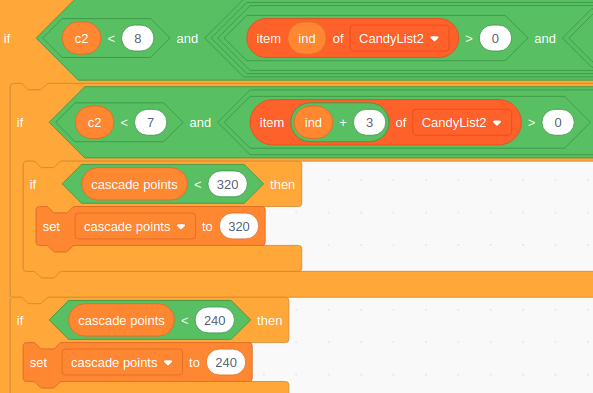 if c2 < 8 and item ind of CandyList2 > 0 and
if c2 < 7 and item ind + 3 of CandyList2 > 0
if cascade points < 320 then
set cascade points to 320
if cascade points < 240 then
set cascade points to 240